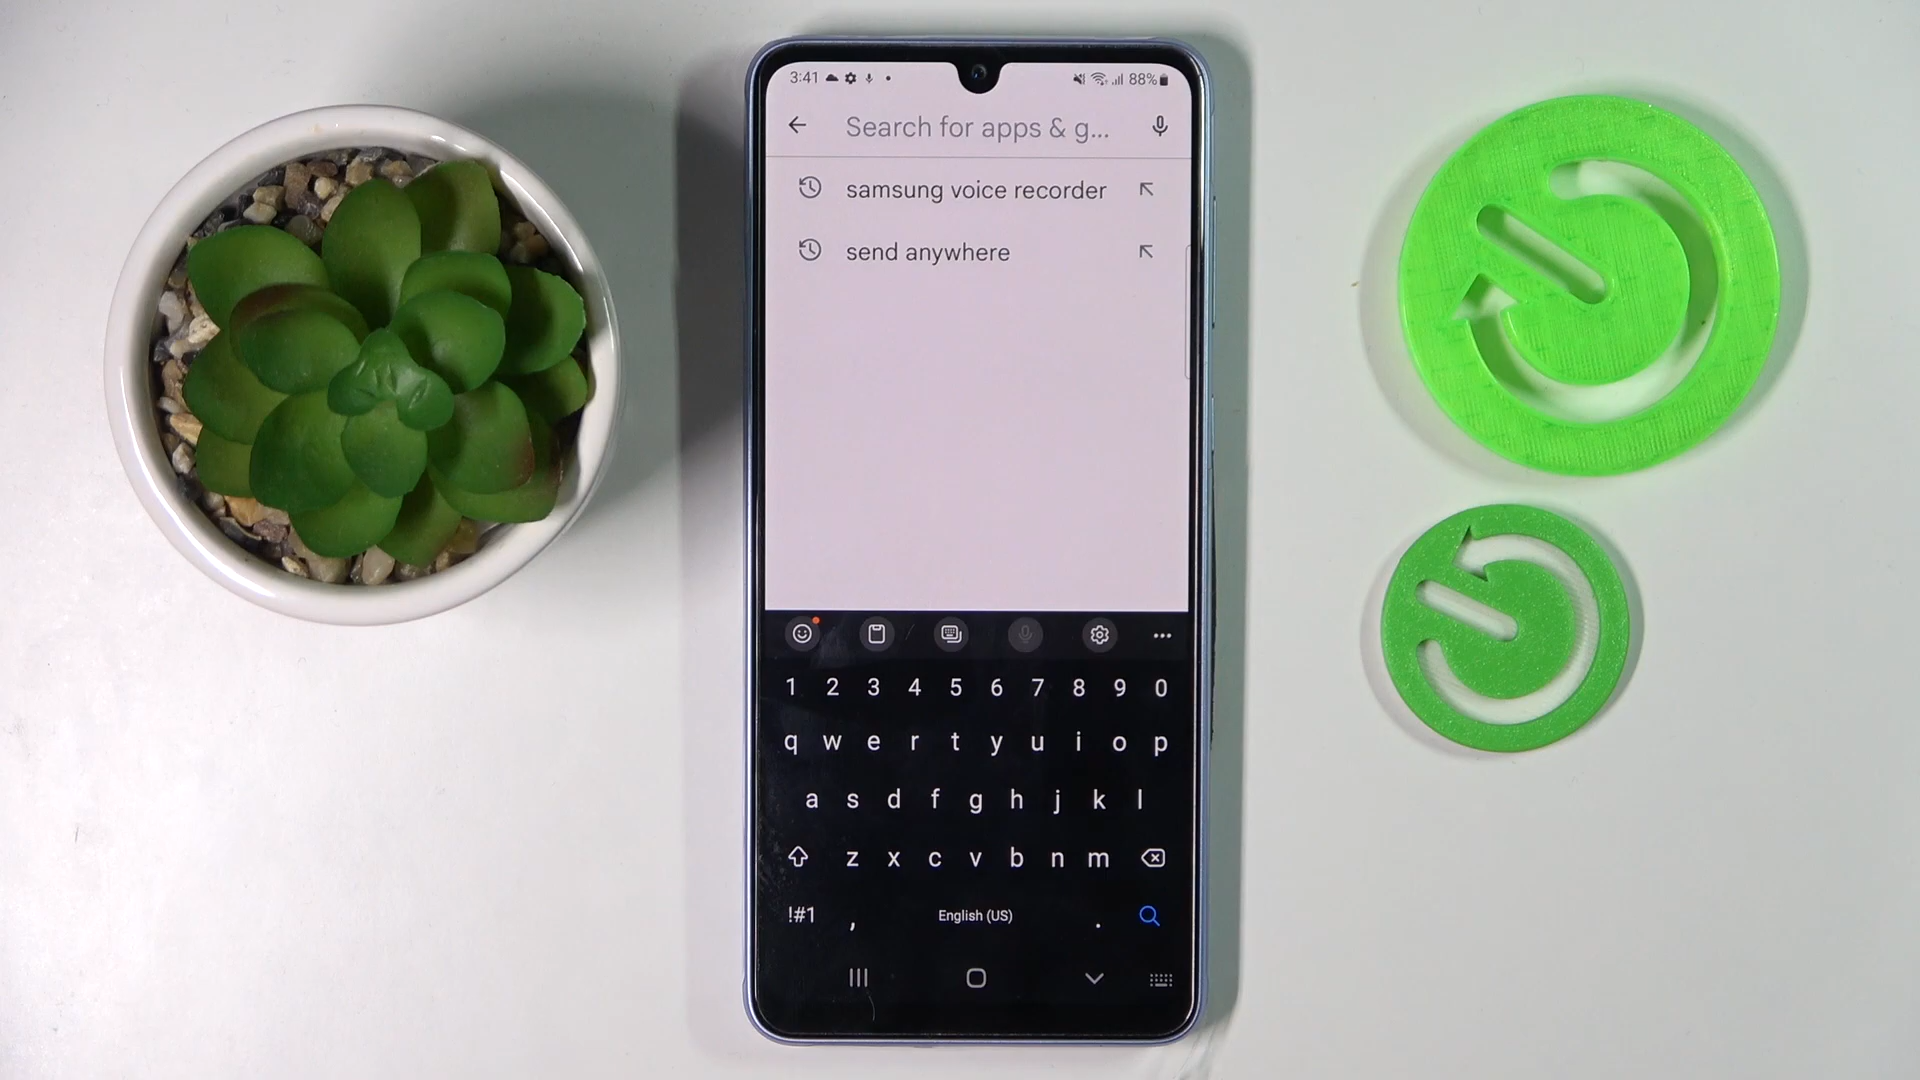 3:41 88%
Search for apps & g...
samsung voice recorder
send anywhere
1 2 3 4 5 6 7 8 9 0
q w e r t y u i o p
a s d f g h j k l
z x c v b n m
!#1 , English (US) .